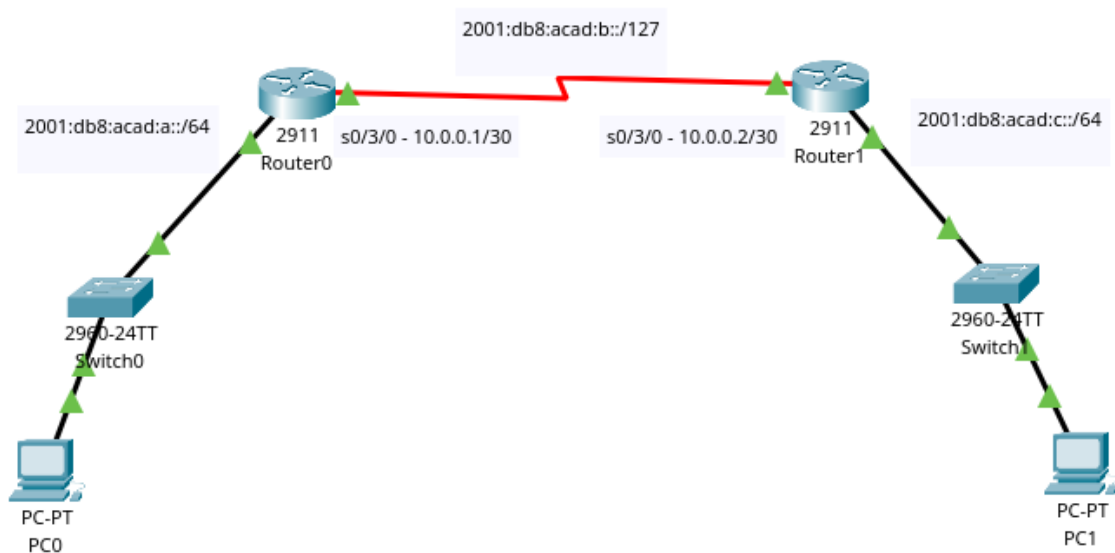 2001:db8:acad:b::/127
2001:db8:acad:a::/64
2911
Router0
s0/3/0 - 10.0.0.1/30
s0/3/0 - 10.0.0.2/30
2911
Router1
2001:db8:acad:c::/64
2960-24TT
Switch0
2960-24TT
Switch1
PC-PT
PC0
PC-PT
PC1